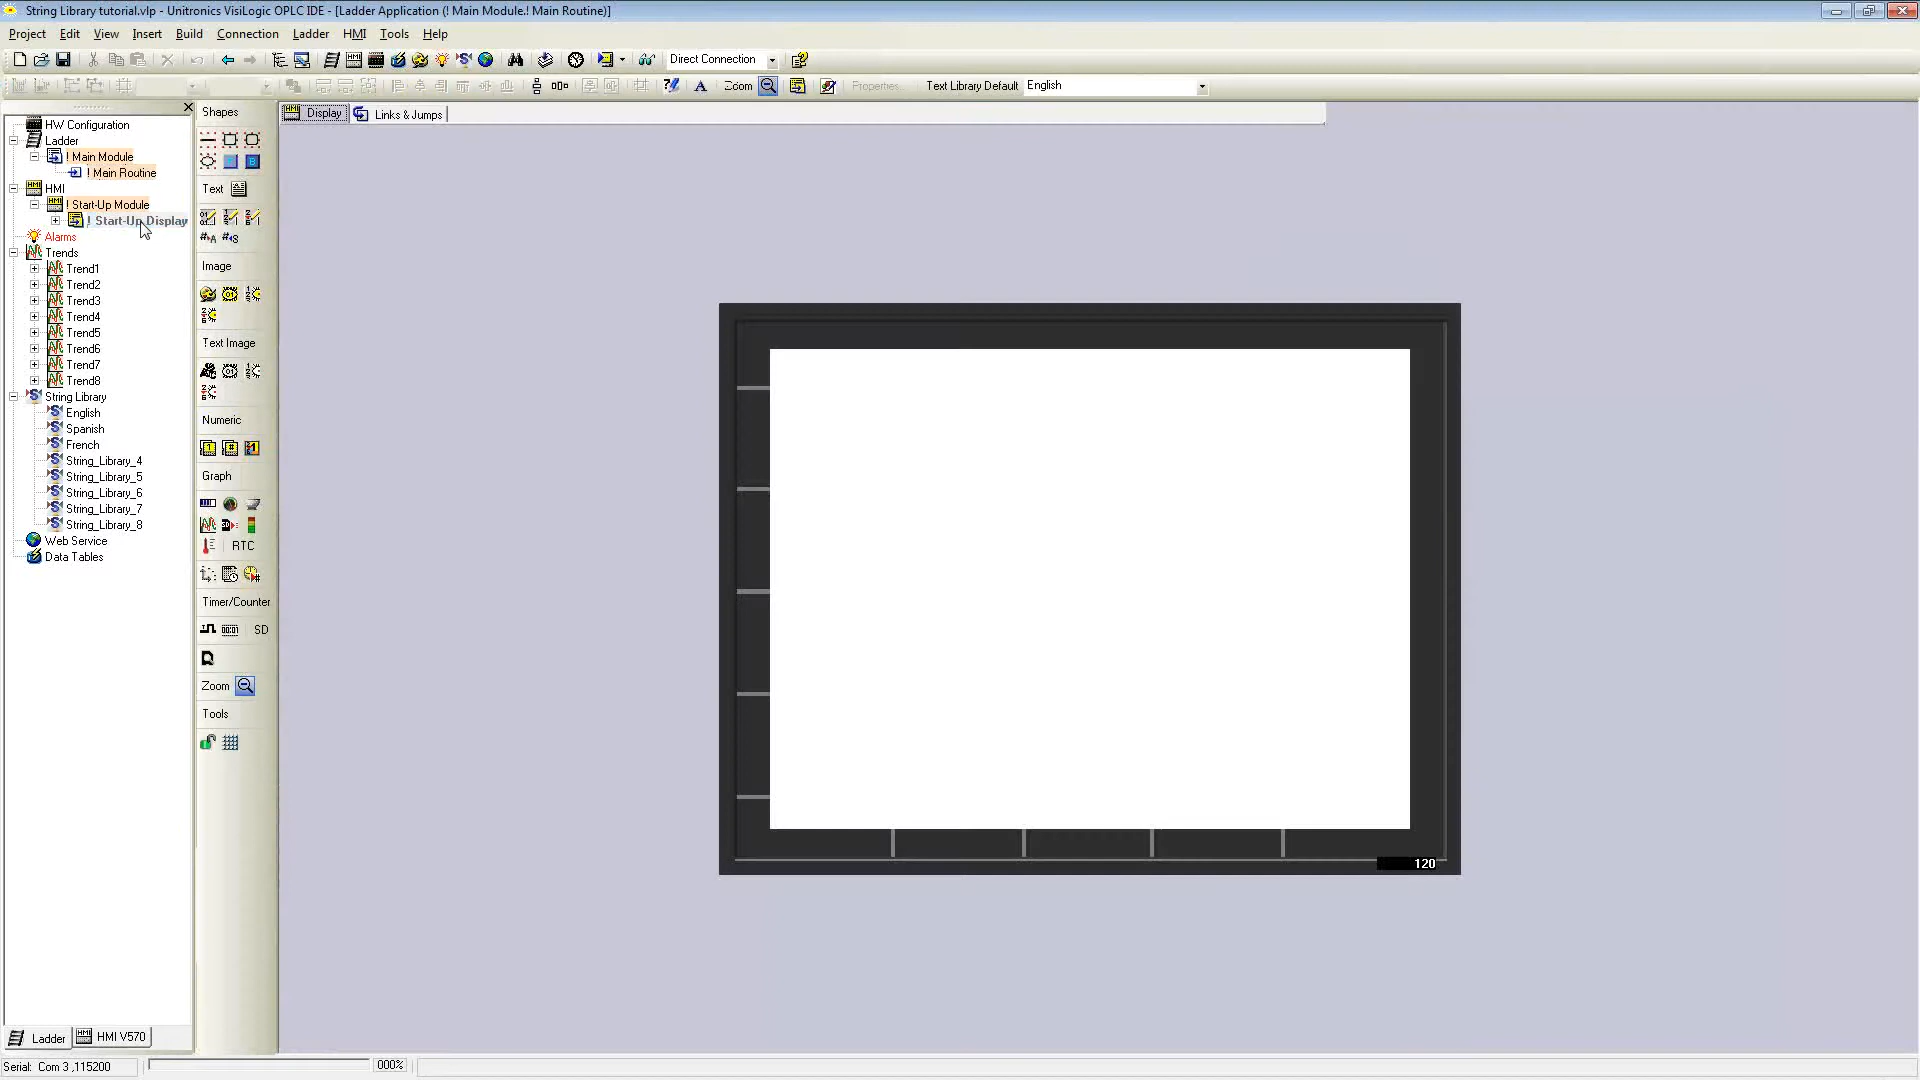 String Library tutorial.vlp - Unitronics VisiLogic OPLC IDE - [Ladder Application (! Main Module.! Main Routine)]
Project Edit View Insert Build Connection Ladder HMI Tools Help
Direct Connection
Zoom Properties... Text Library Default English
Display Links & Jumps
HW Configuration
Ladder
! Main Module
! Main Routine
HMI
! Start-Up Module
! Start-Up Display
Alarms
Trends
Trend1
Trend2
Trend3
Trend4
Trend5
Trend6
Trend7
Trend8
String Library
English
Spanish
French
String_Library_4
String_Library_5
String_Library_6
String_Library_7
String_Library_8
Web Service
Data Tables
Shapes
Text
Image
Text Image
Numeric
Graph
RTC
Timer/Counter
SD
Zoom
Tools
120
Ladder HMI V570
Serial: Com 3 ,115200 000%